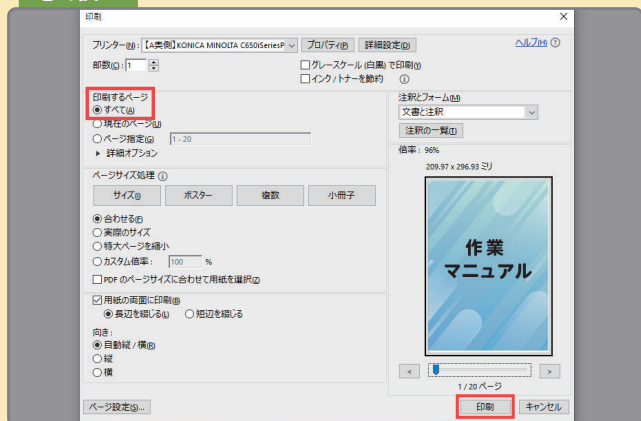 印刷
プリンター(N): 【A奥側】KONICA MINOLTA C650iSeriesP プロパティ(P) 詳細設定(D) ヘルプ(H)
部数(C): 1 グレースケール (白黒) で印刷(Y)
インク / トナーを節約
印刷するページ
すべて(A)
現在のページ(U)
ページ指定(G) 1 - 20
詳細オプション
ページサイズ処理
サイズ(I) ポスター 複数 小冊子
合わせる(F)
実際のサイズ
特大ページを縮小
カスタム倍率: 100 %
PDF のページサイズに合わせて用紙を選択(Z)
用紙の両面に印刷(B)
長辺を綴じる(L) 短辺を綴じる
向き:
自動縦 / 横(R)
縦
横
注釈とフォーム(M)
文書と注釈
注釈の一覧(T)
倍率: 96%
209.97 x 296.93 ミリ
作業
マニュアル
< >
1 / 20 ページ
ページ設定(S)... 印刷 キャンセル